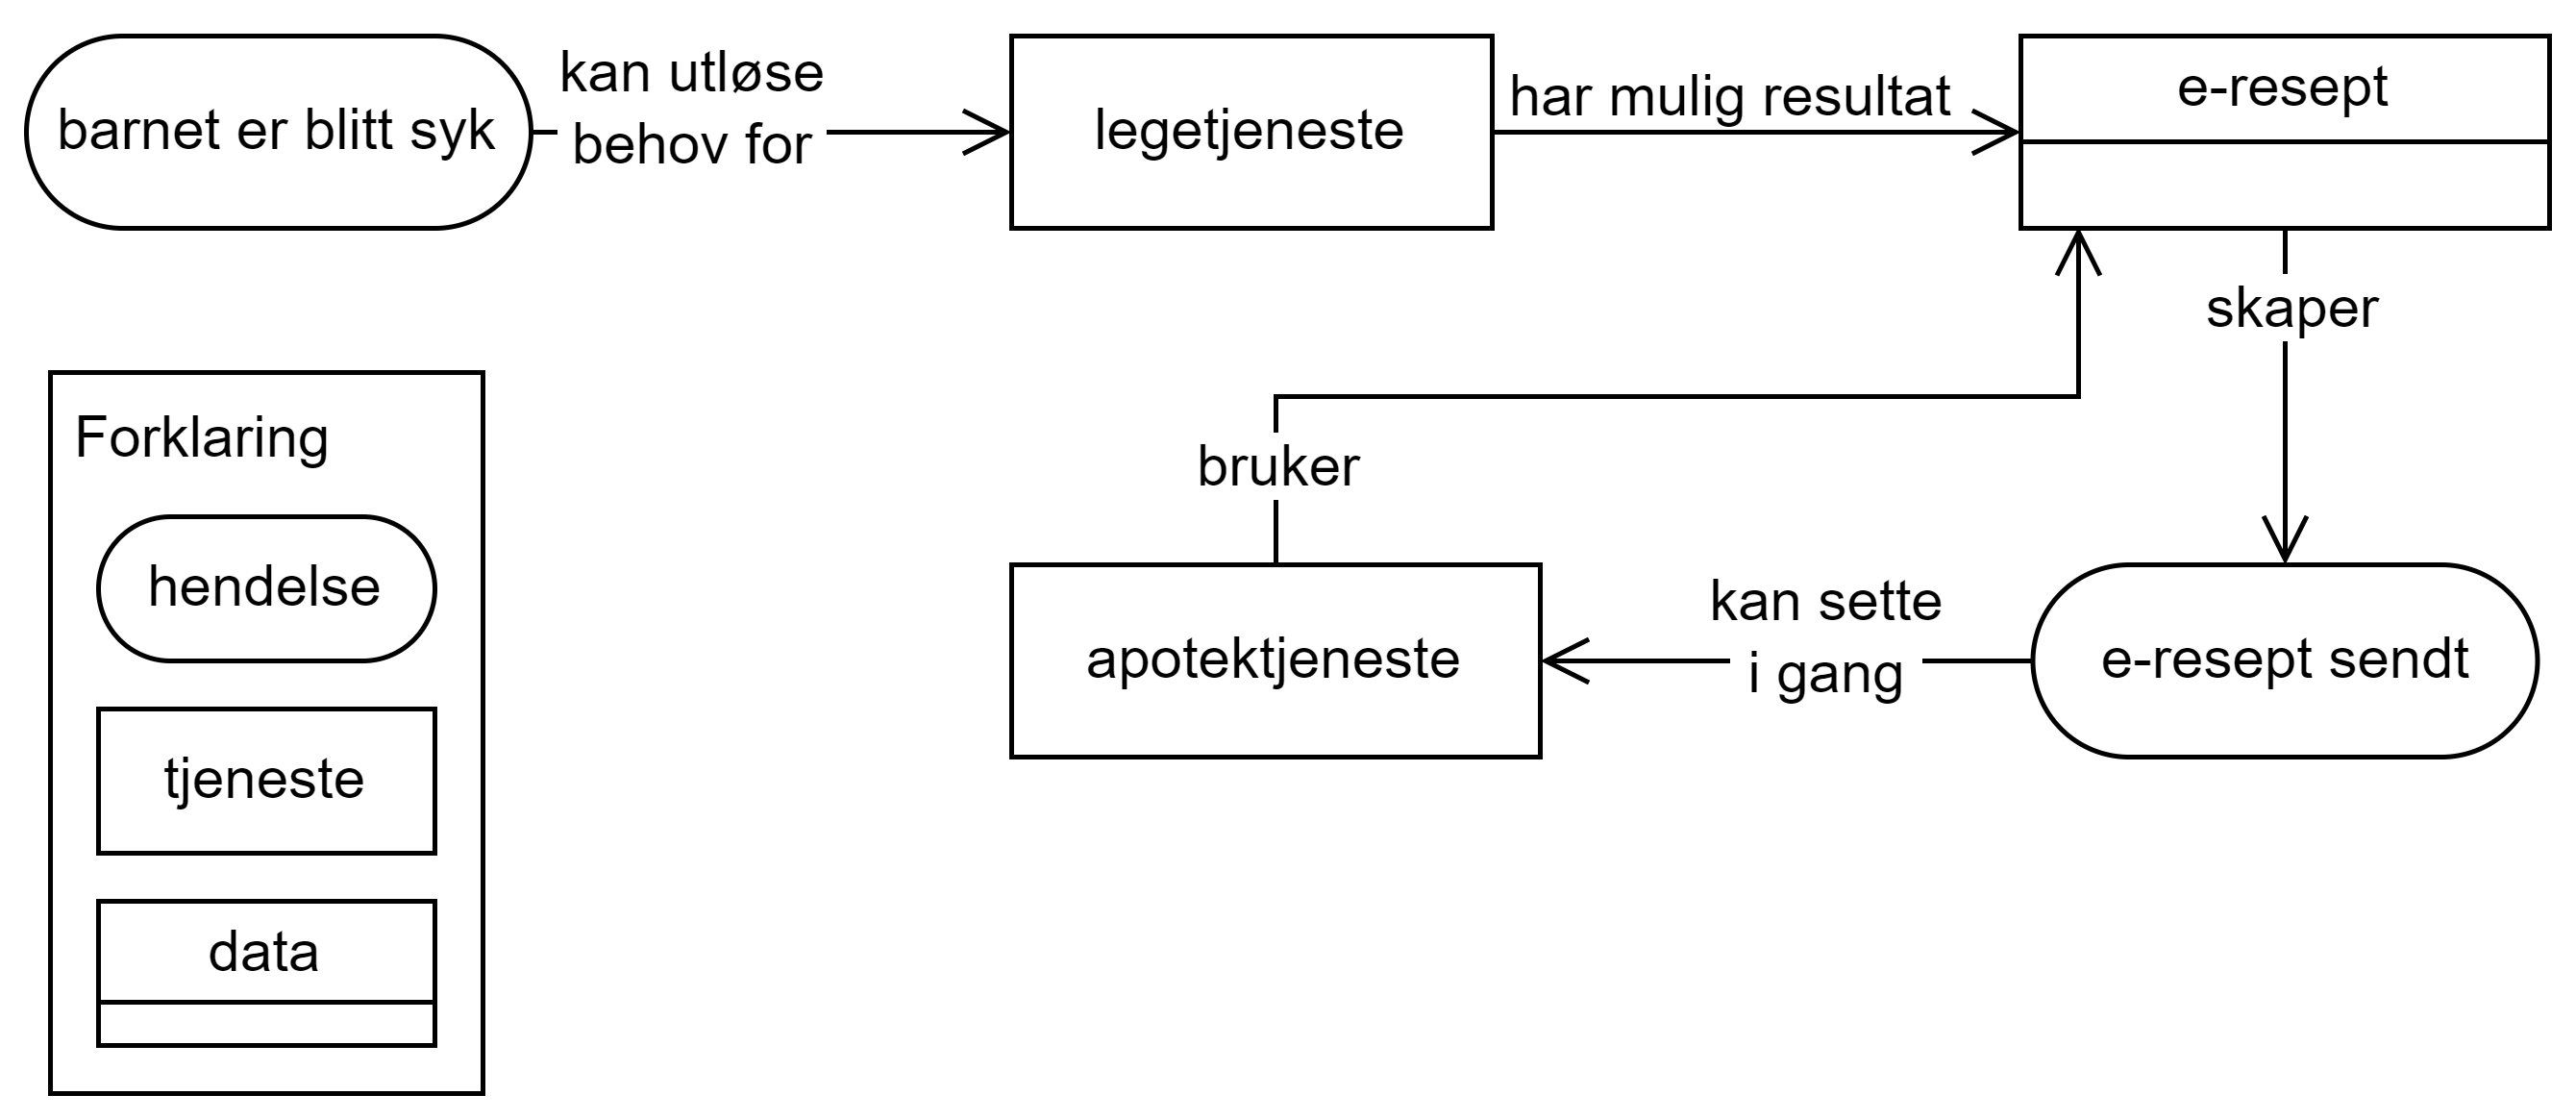 barnet er blitt syk
kan utløse
behov for
legetjeneste
har mulig resultat
e-resept
skaper
bruker
apotektjeneste
kan sette
i gang
e-resept sendt
Forklaring
hendelse
tjeneste
data